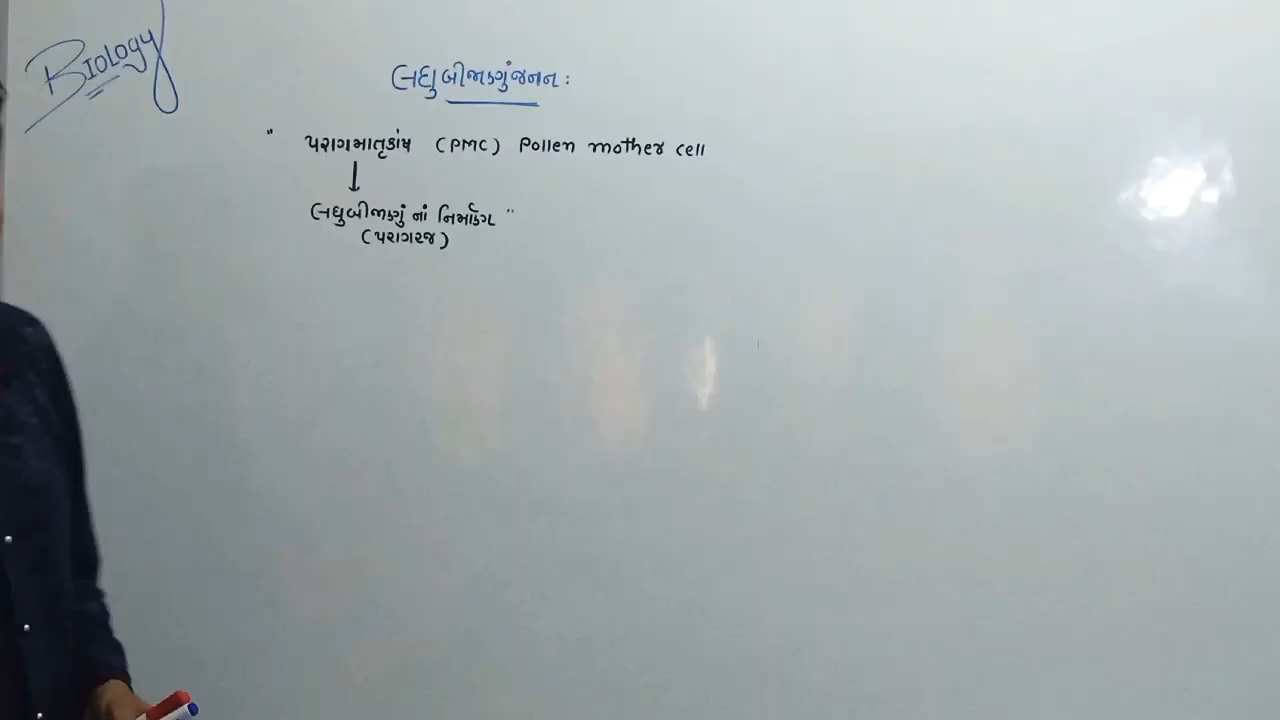 Biology
લઘુબીજાણુંજનન :
" પરાગમાતૃકોષ (PMC) Pollen mother cell
↓
લઘુબીજાણું નાં નિર્માણ "
(પરાગરજ)